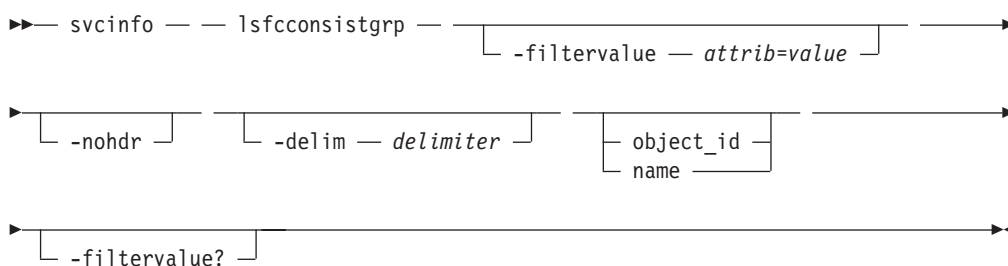 svcinfo lsfcconsistgrp
-filtervalue attrib=value
-nohdr -delim delimiter object_id
name
-filtervalue?